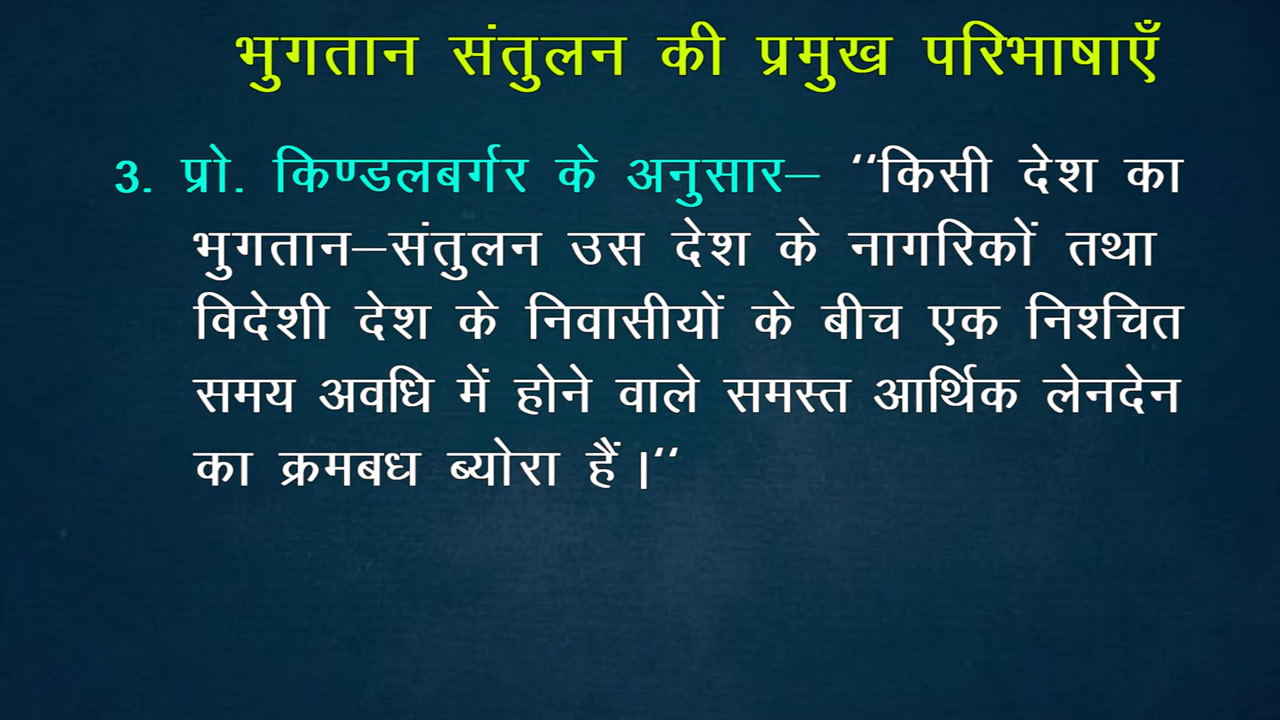 भुगतान संतुलन की प्रमुख परिभाषाएँ
3. प्रो. किण्डलबर्गर के अनुसार– ‘‘किसी देश का
भुगतान–संतुलन उस देश के नागरिकों तथा
विदेशी देश के निवासीयों के बीच एक निश्चित
समय अवधि में होने वाले समस्त आर्थिक लेनदेन
का क्रमबध ब्योरा हैं।‘‘